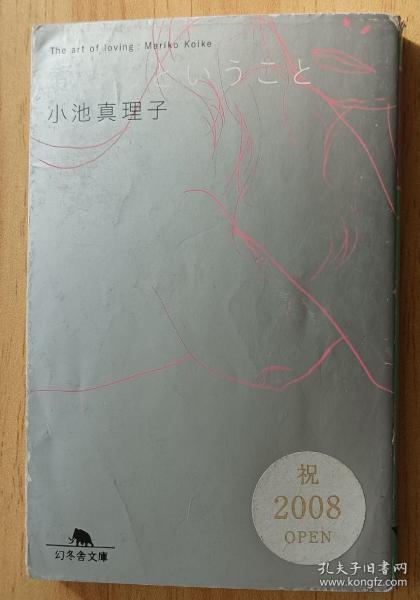 The art of loving : Mariko Koike
ということ
小池真理子
祝
2008
OPEN
幻冬舎文庫
孔夫子旧书网
www.kongfz.com